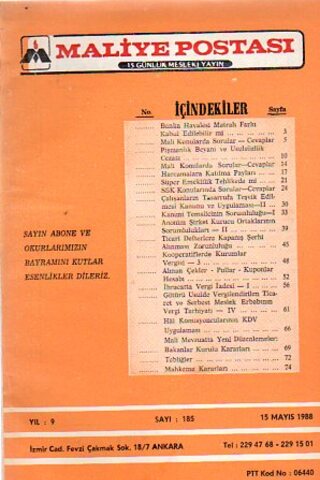 MALİYE POSTASI
15 GÜNLÜK MESLEKİ YAYIN
No. İÇİNDEKİLER Sayfa
Banka Havalesi Matrah Farkı
Kabul Edilebilir mi 3
Mali Konularda Sorular — Cevaplar 5
Pişmanlık Beyanı ve Usulsüzlük
Cezası 10
Mali Konularda Sorular — Cevaplar 14
Harcamalara Katılma Payları 17
Süper Emeklilik Tehlikede mi 21
SSK Konularında Sorular — Cevaplar 24
Çalışanların Tasarrufa Teşvik Edil-
mesi Kanunu ve Uygulaması — II 30
Kanuni Temsilcinin Sorumluluğu — I 33
Anonim Şirket Kurucu Ortaklarının
Sorumlulukları — II 39
Ticari Defterlere Kapanış Şerhi
Alınması Zorunluluğu 45
Kooperatiflerde Kurumlar
Vergisi — 3 48
Alınan Çekler - Pullar - Kuponlar
Hesabı 52
İhracatta Vergi İadesi — I 56
Götürü Usulde Vergilendirilen Tica-
ret ve Serbest Meslek Erbabının
Vergi Tarhiyatı — IV 61
Hâl Komisyoncularının KDV
Uygulaması 66
Mali Mevzuatta Yeni Düzenlemeler:
Bakanlar Kurulu Kararları 69
Tebliğler 72
Mahkeme Kararları 74
SAYIN ABONE VE
OKURLARIMIZIN
BAYRAMINI KUTLAR
ESENLİKLER DİLERİZ.
YIL : 9 SAYI : 185 15 MAYIS 1988
İzmir Cad. Fevzi Çakmak Sok. 18/7 ANKARA Tel : 229 47 68 - 229 15 01
PTT Kod No : 06440